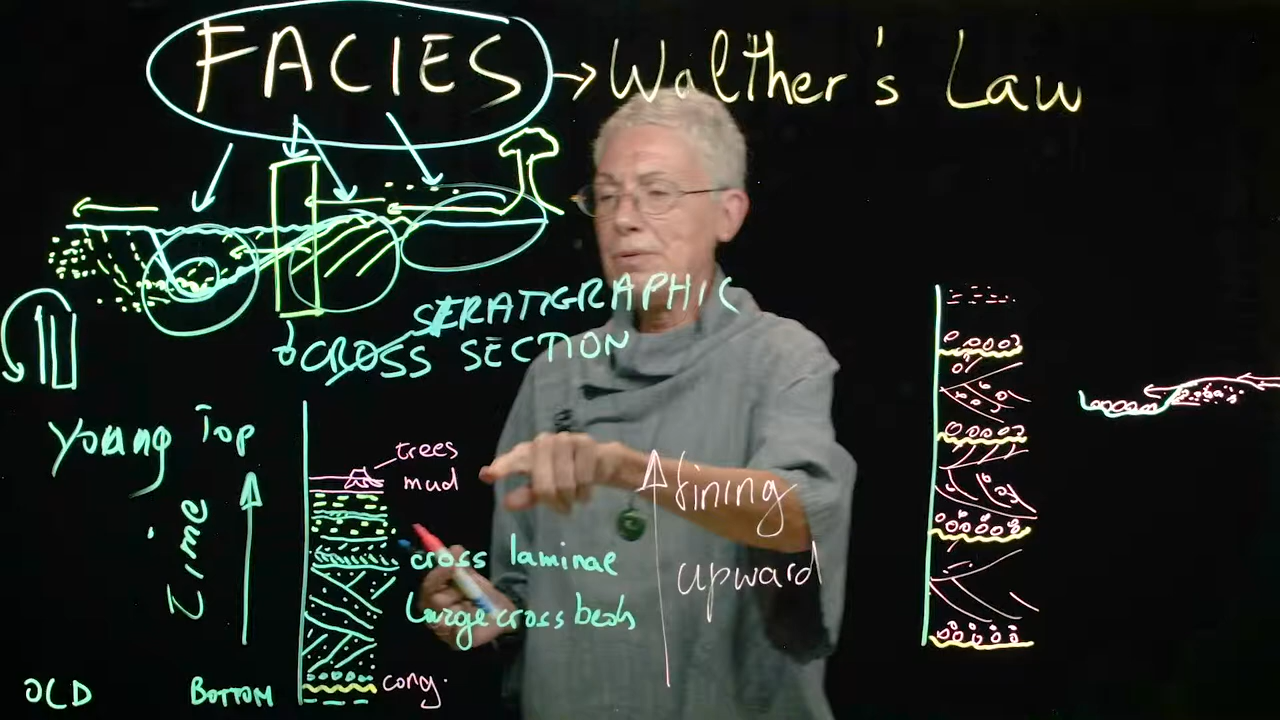 FACIES → Walther's Law
STRATIGRAPHIC
CROSS SECTION
Young Top
trees
mud
Time
fining
upward
cross laminae
Large cross beds
cong.
OLD BOTTOM